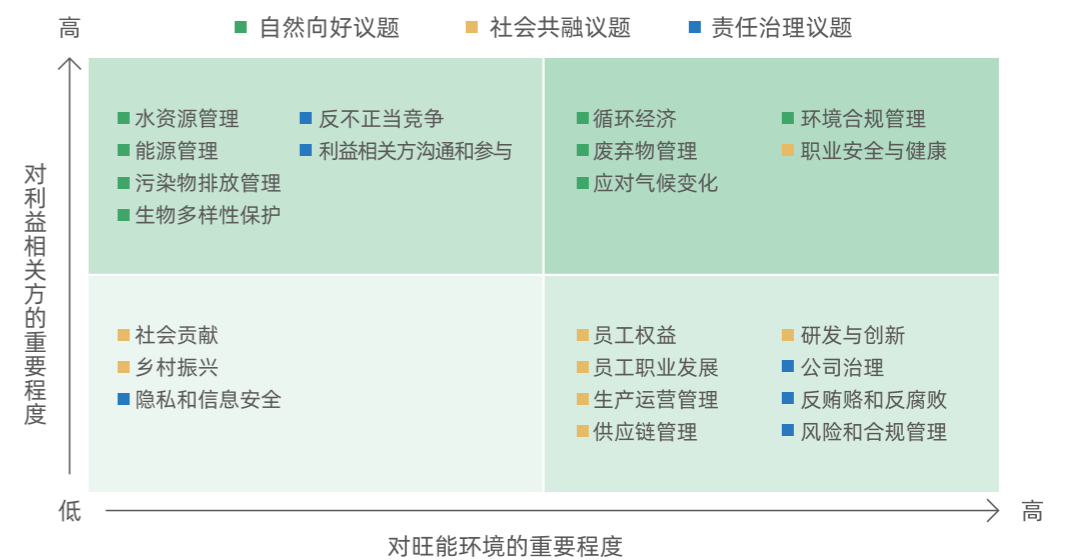 高
自然向好议题
社会共融议题
责任治理议题
水资源管理
能源管理
污染物排放管理
生物多样性保护
反不正当竞争
利益相关方沟通和参与
循环经济
废弃物管理
应对气候变化
环境合规管理
职业安全与健康
对利益相关方的重要程度
社会贡献
乡村振兴
隐私和信息安全
员工权益
员工职业发展
生产运营管理
供应链管理
研发与创新
公司治理
反贿赂和反腐败
风险和合规管理
低
高
对旺能环境的重要程度